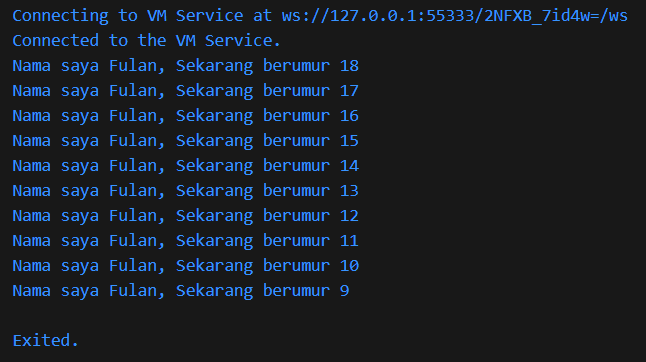 Connecting to VM Service at ws://127.0.0.1:55333/2NFXB_7id4w=/ws
Connected to the VM Service.
Nama saya Fulan, Sekarang berumur 18
Nama saya Fulan, Sekarang berumur 17
Nama saya Fulan, Sekarang berumur 16
Nama saya Fulan, Sekarang berumur 15
Nama saya Fulan, Sekarang berumur 14
Nama saya Fulan, Sekarang berumur 13
Nama saya Fulan, Sekarang berumur 12
Nama saya Fulan, Sekarang berumur 11
Nama saya Fulan, Sekarang berumur 10
Nama saya Fulan, Sekarang berumur 9
Exited.